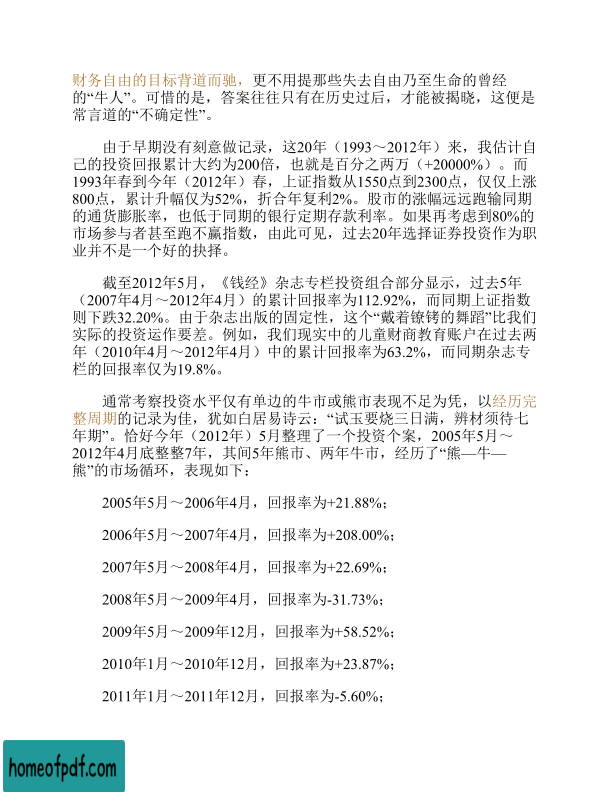 财务自由的目标背道而驰，更不用提那些失去自由乃至生命的曾经
的“牛人”。可惜的是，答案往往只有在历史过后，才能被揭晓，这便是
常言道的“不确定性”。
由于早期没有刻意做记录，这20年（1993～2012年）来，我估计自
己的投资回报累计大约为200倍，也就是百分之两万（+20000%）。而
1993年春到今年（2012年）春，上证指数从1550点到2300点，仅仅上涨
800点，累计升幅仅为52%，折合年复利2%。股市的涨幅远远跑输同期
的通货膨胀率，也低于同期的银行定期存款利率。如果再考虑到80%的
市场参与者甚至跑不赢指数，由此可见，过去20年选择证券投资作为职
业并不是一个好的抉择。
截至2012年5月，《钱经》杂志专栏投资组合部分显示，过去5年
（2007年4月～2012年4月）的累计回报率为112.92%，而同期上证指数
则下跌32.20%。由于杂志出版的固定性，这个“戴着镣铐的舞蹈”比我们
实际的投资运作要差。例如，我们现实中的儿童财商教育账户在过去两
年（2010年4月～2012年4月）中的累计回报率为63.2%，而同期杂志专
栏的回报率仅为19.8%。
通常考察投资水平仅有单边的牛市或熊市表现不足为凭，以经历完
整周期的记录为佳，犹如白居易诗云：“试玉要烧三日满，辨材须待七
年期”。恰好今年（2012年）5月整理了一个投资个案，2005年5月～
2012年4月底整整7年，其间5年熊市、两年牛市，经历了“熊—牛—
熊”的市场循环，表现如下：
2005年5月～2006年4月，回报率为+21.88%；
2006年5月～2007年4月，回报率为+208.00%；
2007年5月～2008年4月，回报率为+22.69%；
2008年5月～2009年4月，回报率为-31.73%；
2009年5月～2009年12月，回报率为+58.52%；
2010年1月～2010年12月，回报率为+23.87%；
2011年1月～2011年12月，回报率为-5.60%；
homeofpdf.com